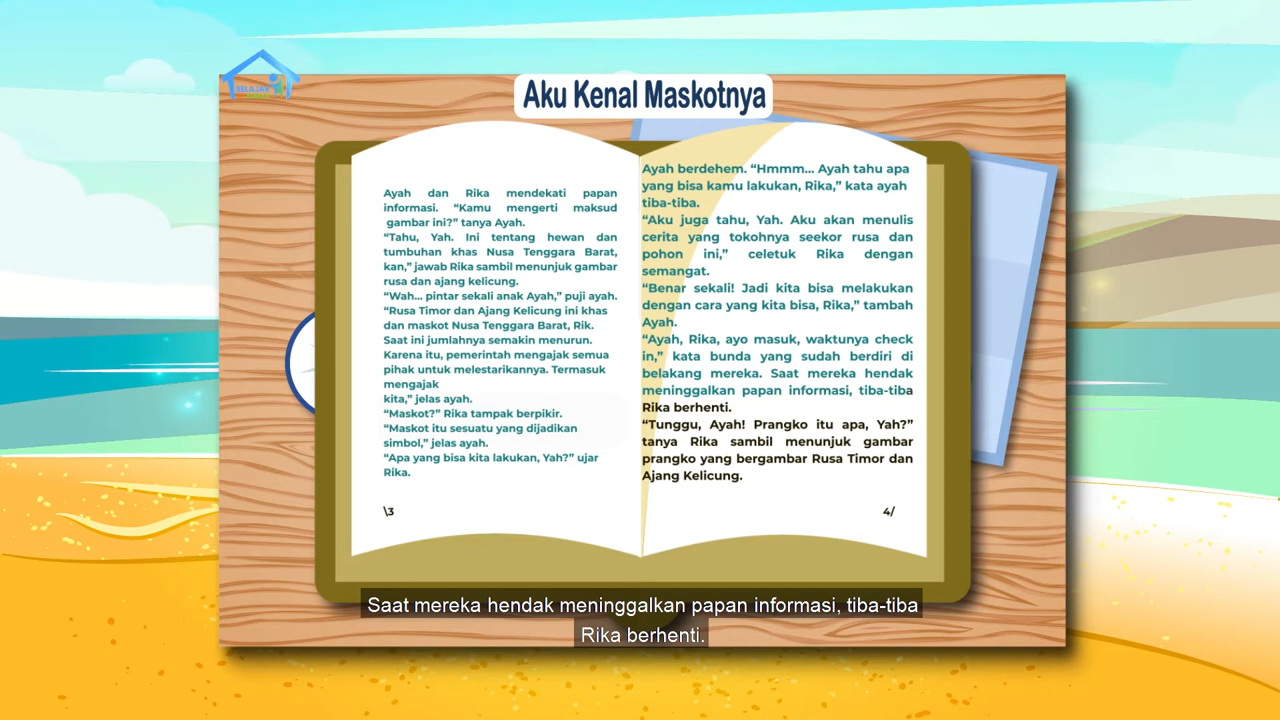 BELAJAR
Aku Kenal Maskotnya
Ayah dan Rika mendekati papan
informasi. “Kamu mengerti maksud
gambar ini?” tanya Ayah.
“Tahu, Yah. Ini tentang hewan dan
tumbuhan khas Nusa Tenggara Barat,
kan,” jawab Rika sambil menunjuk gambar
rusa dan ajang kelicung.
“Wah... pintar sekali anak Ayah,” puji ayah.
“Rusa Timor dan Ajang Kelicung ini khas
dan maskot Nusa Tenggara Barat, Rik.
Saat ini jumlahnya semakin menurun.
Karena itu, pemerintah mengajak semua
pihak untuk melestarikannya. Termasuk
mengajak
kita,” jelas ayah.
“Maskot?” Rika tampak berpikir.
“Maskot itu sesuatu yang dijadikan
simbol,” jelas ayah.
“Apa yang bisa kita lakukan, Yah?” ujar
Rika.
\3
Ayah berdehem. “Hmmm... Ayah tahu apa
yang bisa kamu lakukan, Rika,” kata ayah
tiba-tiba.
“Aku juga tahu, Yah. Aku akan menulis
cerita yang tokohnya seekor rusa dan
pohon ini,” celetuk Rika dengan
semangat.
“Benar sekali! Jadi kita bisa melakukan
dengan cara yang kita bisa, Rika,” tambah
Ayah.
“Ayah, Rika, ayo masuk, waktunya check
in,” kata bunda yang sudah berdiri di
belakang mereka. Saat mereka hendak
meninggalkan papan informasi, tiba-tiba
Rika berhenti.
“Tunggu, Ayah! Prangko itu apa, Yah?”
tanya Rika sambil menunjuk gambar
prangko yang bergambar Rusa Timor dan
Ajang Kelicung.
4/
Saat mereka hendak meninggalkan papan informasi, tiba-tiba
Rika berhenti.